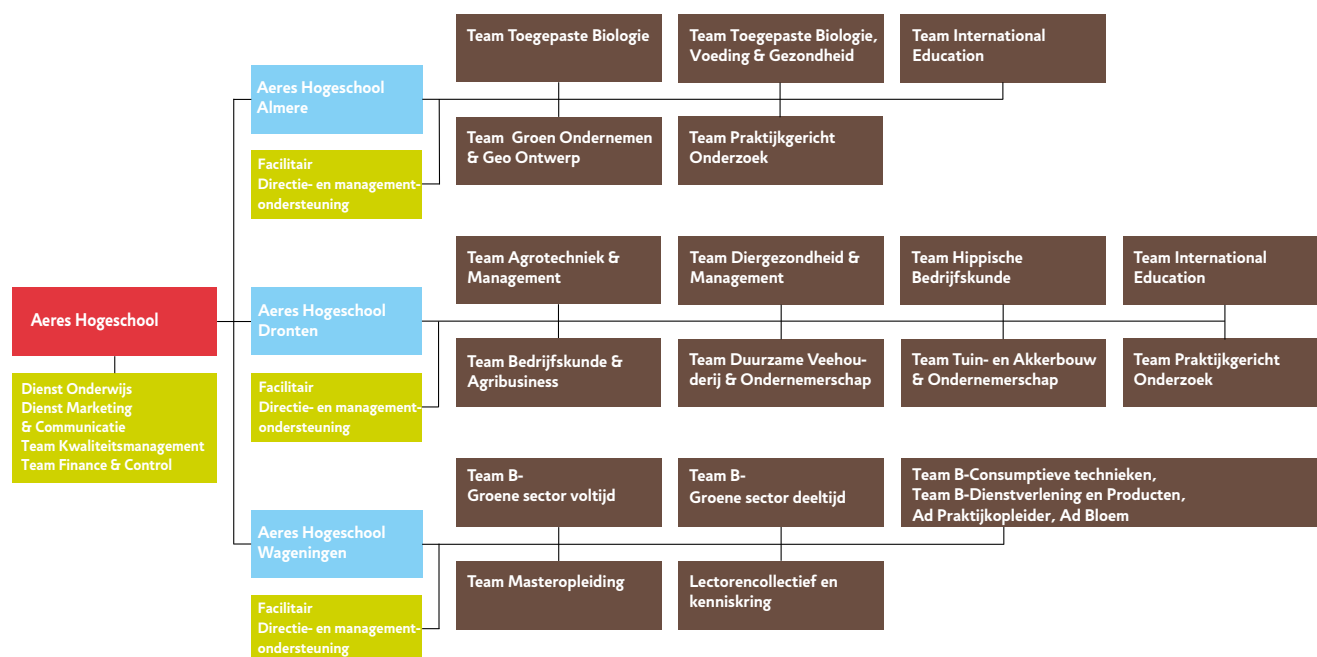 Aeres Hogeschool
Dienst Onderwijs
Dienst Marketing
& Communicatie
Team Kwaliteitsmanagement
Team Finance & Control
Aeres Hogeschool
Almere
Facilitair
Directie- en management-
ondersteuning
Team Toegepaste Biologie
Team Toegepaste Biologie,
Voeding & Gezondheid
Team International
Education
Team Groen Ondernemen
& Geo Ontwerp
Team Praktijkgericht
Onderzoek
Aeres Hogeschool
Dronten
Facilitair
Directie- en management-
ondersteuning
Team Agrotechniek &
Management
Team Diergezondheid &
Management
Team Hippische
Bedrijfskunde
Team International
Education
Team Bedrijfskunde &
Agribusiness
Team Duurzame Veehou-
derij & Ondernemerschap
Team Tuin- en Akkerbouw
& Ondernemerschap
Team Praktijkgericht
Onderzoek
Aeres Hogeschool
Wageningen
Facilitair
Directie- en management-
ondersteuning
Team B-
Groene sector voltijd
Team B-
Groene sector deeltijd
Team B-Consumptieve technieken,
Team B-Dienstverlening en Producten,
Ad Praktijkopleider, Ad Bloem
Team Masteropleiding
Lectorencollectief en
kenniskring